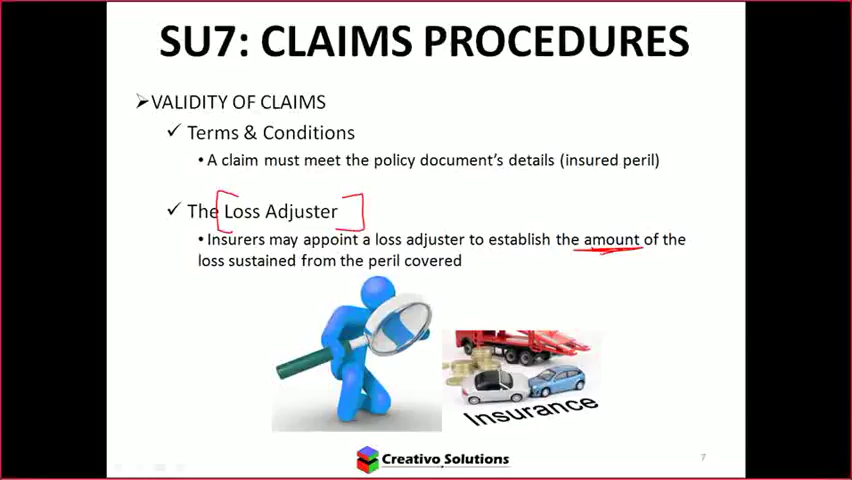 SU7: CLAIMS PROCEDURES
➢VALIDITY OF CLAIMS
✓ Terms & Conditions
• A claim must meet the policy document's details (insured peril)
✓ The Loss Adjuster
• Insurers may appoint a loss adjuster to establish the amount of the
loss sustained from the peril covered
Insurance
Creativo Solutions
7